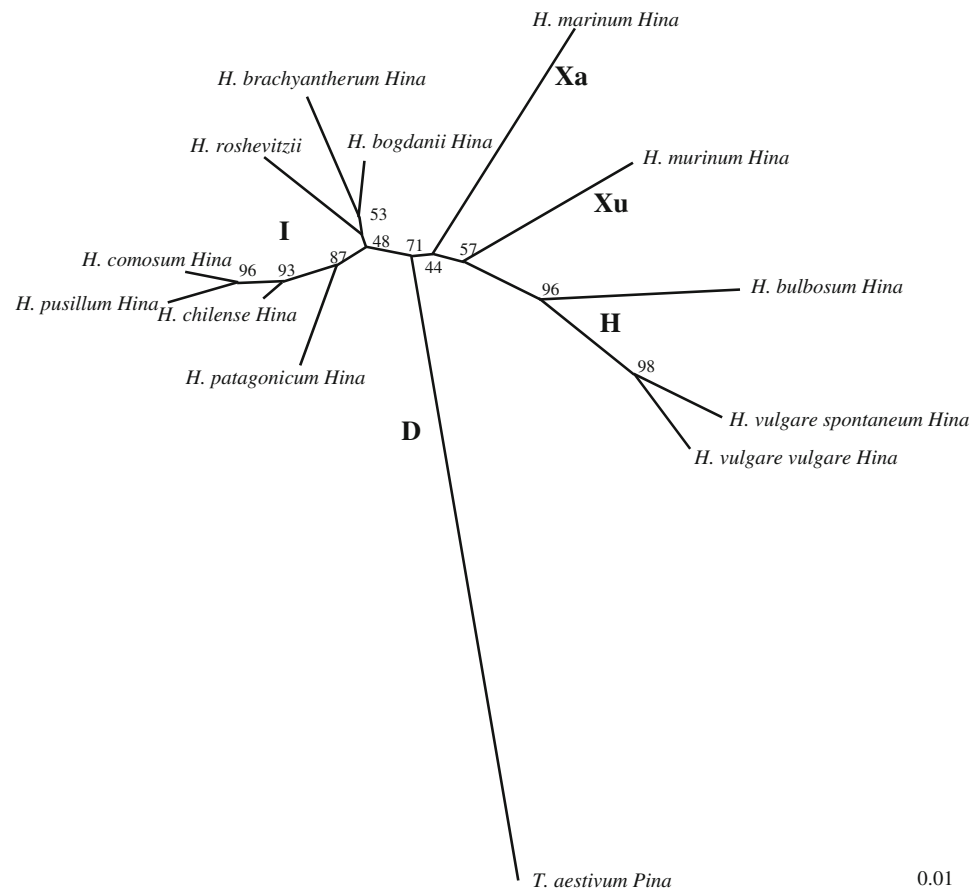 H. marinum Hina
Xa
H. brachyantherum Hina
H. roshevitzii
H. bogdanii Hina
H. murinum Hina
Xu
53
I
48
71
44
57
87
H. comosum Hina
96
93
H. pusillum Hina
H. chilense Hina
96
H. bulbosum Hina
H
98
H. patagonicum Hina
D
H. vulgare spontaneum Hina
H. vulgare vulgare Hina
T. aestivum Pina
0.01